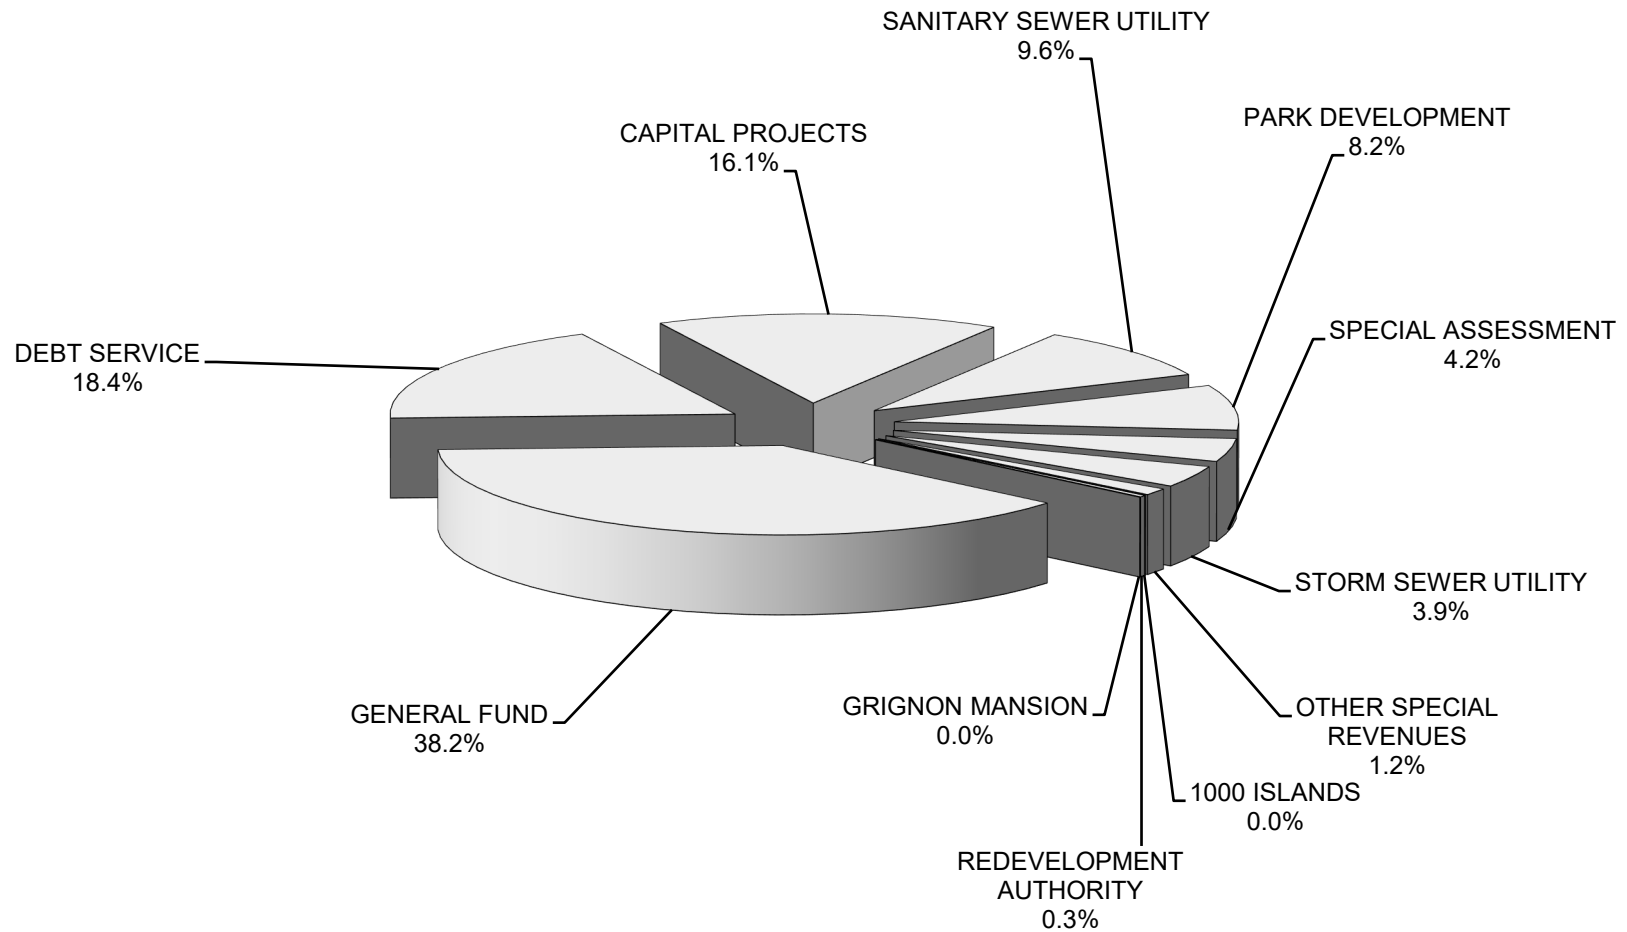 SANITARY SEWER UTILITY
9.6%
PARK DEVELOPMENT
8.2%
CAPITAL PROJECTS
16.1%
SPECIAL ASSESSMENT
4.2%
DEBT SERVICE
18.4%
STORM SEWER UTILITY
3.9%
GENERAL FUND
38.2%
GRIGNON MANSION
0.0%
OTHER SPECIAL
REVENUES
1.2%
1000 ISLANDS
0.0%
REDEVELOPMENT
AUTHORITY
0.3%